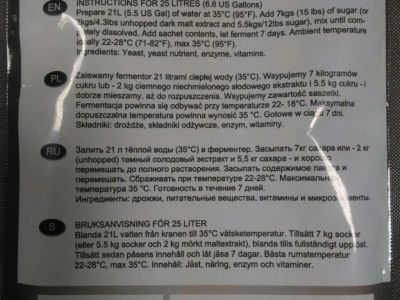 EN
INSTRUCTIONS FOR 25 LITERS (6.6 US Gallons)
Prepare 21L (5.5 US Gal) of water at 35°C (95°F). Add 7kgs (15 lbs) of sugar (or
2kgs/4.3lbs unhopped dark malt extract and 5.5kgs/12lbs sugar), mix until com-
pletely dissolved. Add sachet contents, let ferment 7 days. Ambient temperature
ideally 22-28°C (71-82°F), max 35°C (95°F).
Ingredients: Yeast, yeast nutrient, enzyme, vitamins.
PL
Zalewamy fermentor 21 litrami ciepłej wody (35°C). Wsypujemy 7 kilogramów
cukru lub - 2 kg ciemnego niechmielonego słodowego ekstraktu i 5.5 kg cukru - i
dobrze mieszamy, aż do rozpuszczenia. Wsypujemy zawartość saszetki.
Fermentacja powinna się odbywać przy temperaturze 22- 18°C. Maksymalna
dopuszczalna temperatura powinna wynosić 35 °C. Gotowe w ciągu 7 dni.
Składniki: drożdże, składniki odżywcze, enzym, witaminy.
RU
Залить 21 л тёплой воды (35°C) в ферментер. Засыпать 7кг сахара или - 2 кг
(unhopped) темный солодовый экстракт и 5,5 кг сахара - и хорошо
перемешать до полного растворения. Засыпать содержимое пакета и
перемешать. Сбраживать при температуре 22-28°C. Максимальная
температура 35 °C. Готовность в течение 7 дней.
Ингредиенты: дрожжи, питательные вещества, витамины и микроэлементы.
S
BRUKSANVISNING FÖR 25 LITER
Blanda 21L vatten från kranen till 35°C vätsketemperatur. Tillsätt 7 kg socker
(eller 5.5 kg socker och 2 kg mörkt maltextract), blanda tills fullständigt upplöst.
Tillsätt sedan påsens innehåll och låt jäsa 7 dagar. Bästa rumstemperatur
22-28°C, max 35°C. Innehåll: Jäst, näring, enzym och vitaminer.